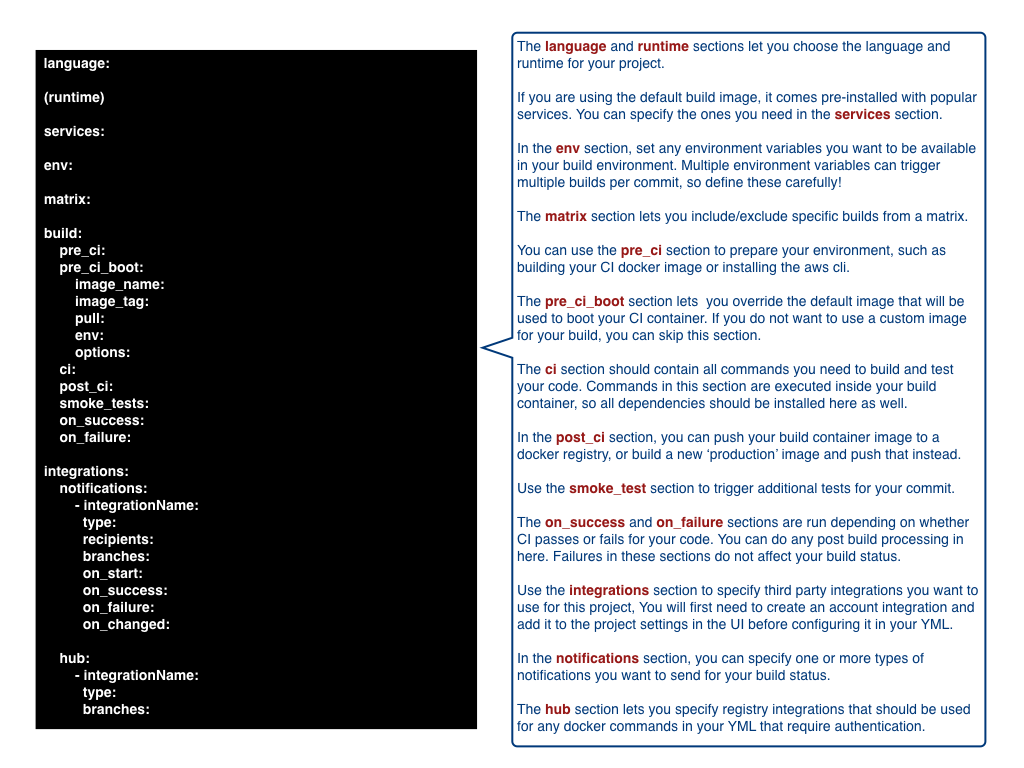 language:
(runtime)
services:
env:
matrix:
build:
pre_ci:
pre_ci_boot:
image_name:
image_tag:
pull:
env:
options:
ci:
post_ci:
smoke_tests:
on_success:
on_failure:
integrations:
notifications:
- integrationName:
type:
recipients:
branches:
on_start:
on_success:
on_failure:
on_changed:
hub:
- integrationName:
type:
branches:
The language and runtime sections let you choose the language and
runtime for your project.
If you are using the default build image, it comes pre-installed with popular
services. You can specify the ones you need in the services section.
In the env section, set any environment variables you want to be available
in your build environment. Multiple environment variables can trigger
multiple builds per commit, so define these carefully!
The matrix section lets you include/exclude specific builds from a matrix.
You can use the pre_ci section to prepare your environment, such as
building your CI docker image or installing the aws cli.
The pre_ci_boot section lets  you override the default image that will be
used to boot your CI container. If you do not want to use a custom image
for your build, you can skip this section.
The ci section should contain all commands you need to build and test
your code. Commands in this section are executed inside your build
container, so all dependencies should be installed here as well.
In the post_ci section, you can push your build container image to a
docker registry, or build a new ‘production’ image and push that instead.
Use the smoke_test section to trigger additional tests for your commit.
The on_success and on_failure sections are run depending on whether
CI passes or fails for your code. You can do any post build processing in
here. Failures in these sections do not affect your build status.
Use the integrations section to specify third party integrations you want to
use for this project, You will first need to create an account integration and
add it to the project settings in the UI before configuring it in your YML.
In the notifications section, you can specify one or more types of
notifications you want to send for your build status.
The hub section lets you specify registry integrations that should be used
for any docker commands in your YML that require authentication.